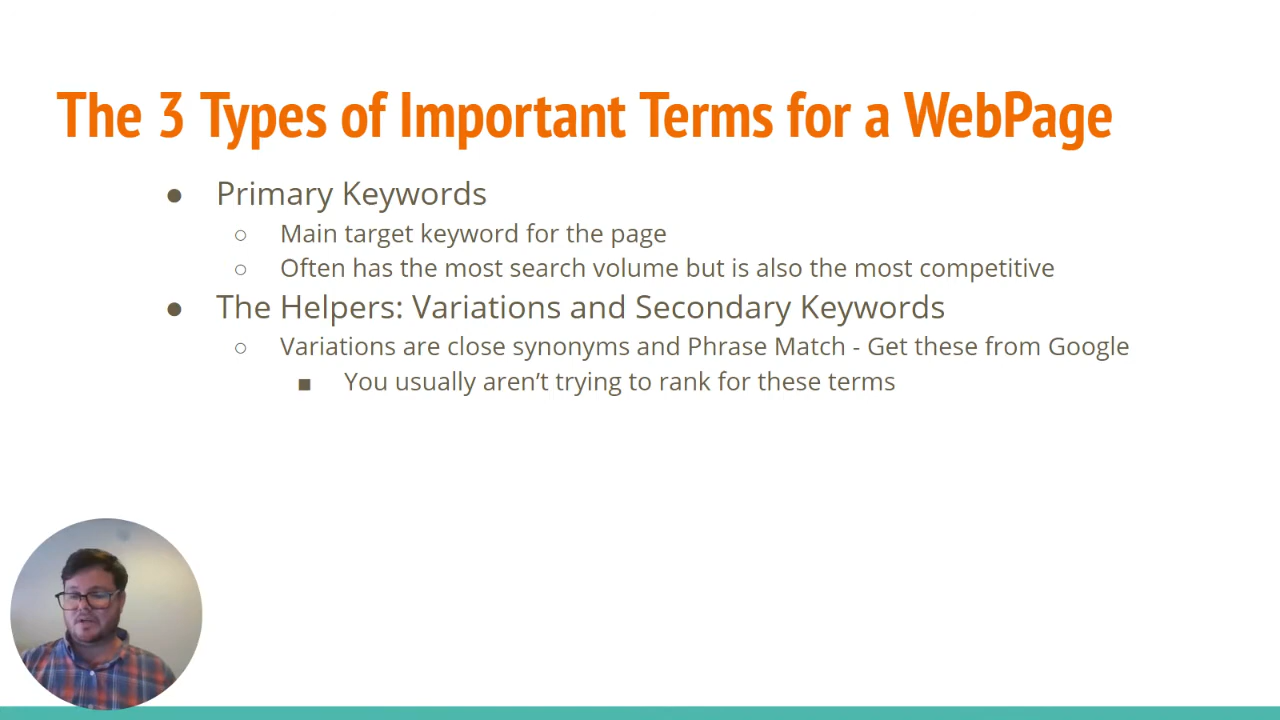 The 3 Types of Important Terms for a WebPage
● Primary Keywords
○ Main target keyword for the page
○ Often has the most search volume but is also the most competitive
● The Helpers: Variations and Secondary Keywords
○ Variations are close synonyms and Phrase Match - Get these from Google
■ You usually aren’t trying to rank for these terms